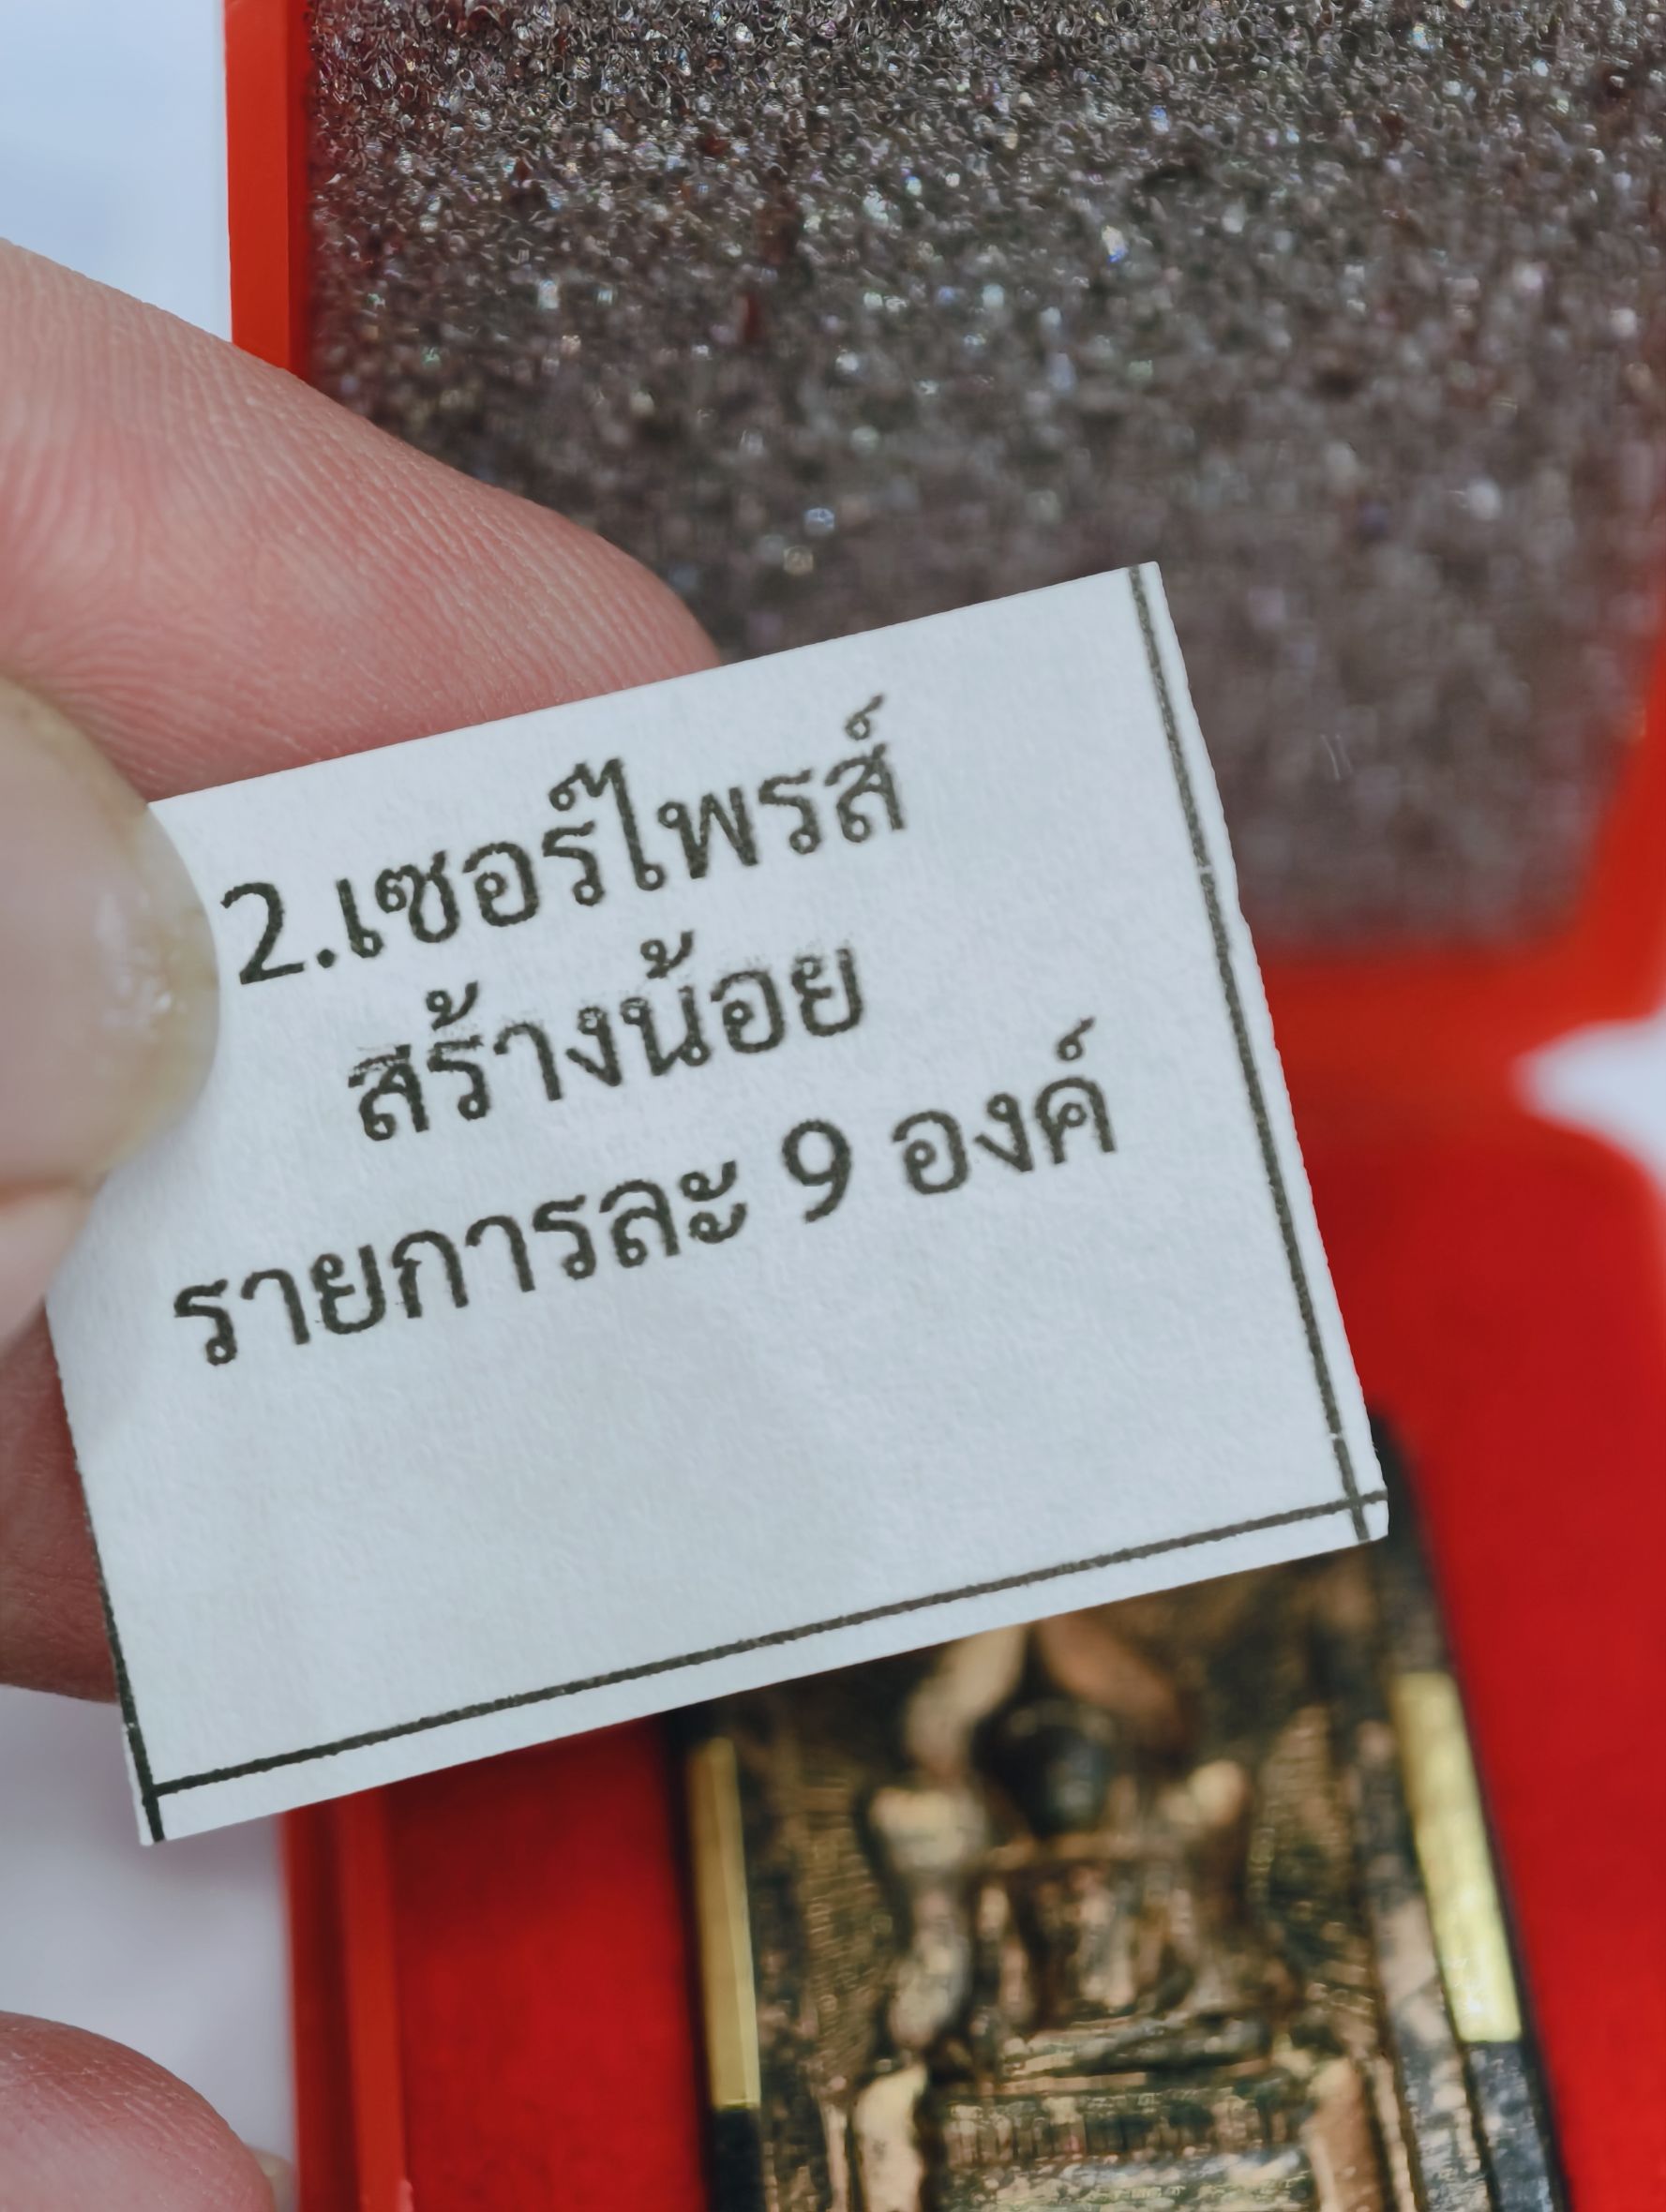 2.เซอร์ไพรส์
สร้างน้อย
รายการละ 9 องค์